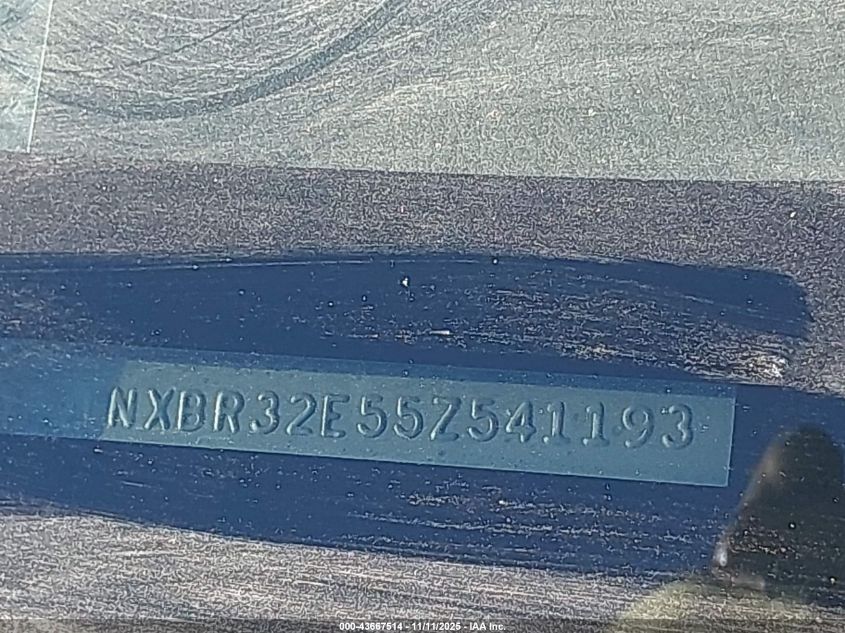 NXBR32E55Z541193
000-43667514 - 11/11/2025 - IAA Inc.